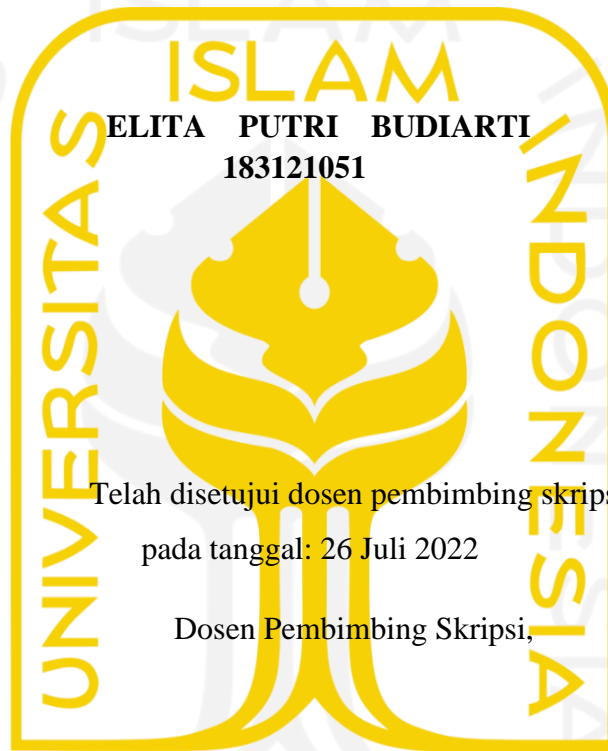 ISLAM
UNIVERSITAS
INDONESIA
ELITA PUTRI BUDIARTI
183121051
Telah disetujui dosen pembimbing skrips
pada tanggal: 26 Juli 2022
Dosen Pembimbing Skripsi,